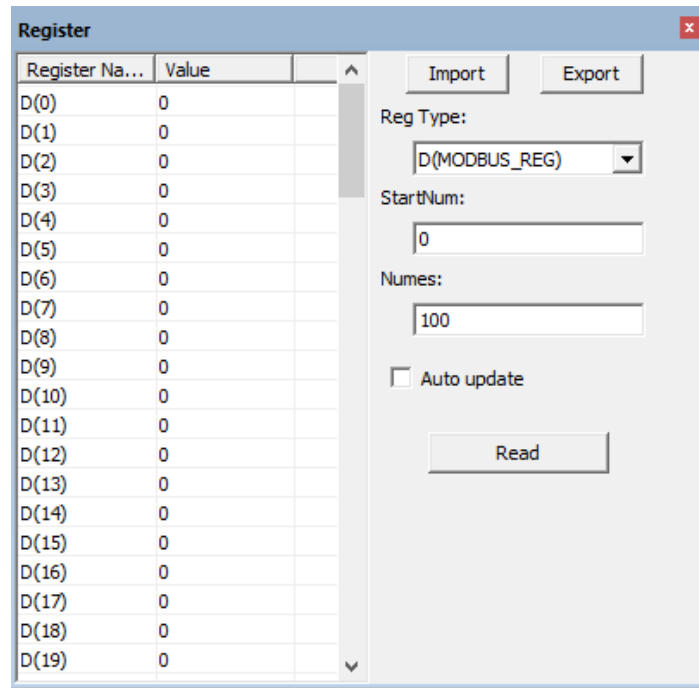 Register
x
Register Na... Value
D(0) 0
D(1) 0
D(2) 0
D(3) 0
D(4) 0
D(5) 0
D(6) 0
D(7) 0
D(8) 0
D(9) 0
D(10) 0
D(11) 0
D(12) 0
D(13) 0
D(14) 0
D(15) 0
D(16) 0
D(17) 0
D(18) 0
D(19) 0
Import Export
Reg Type:
D(MODBUS_REG)
StartNum:
0
Numes:
100
Auto update
Read